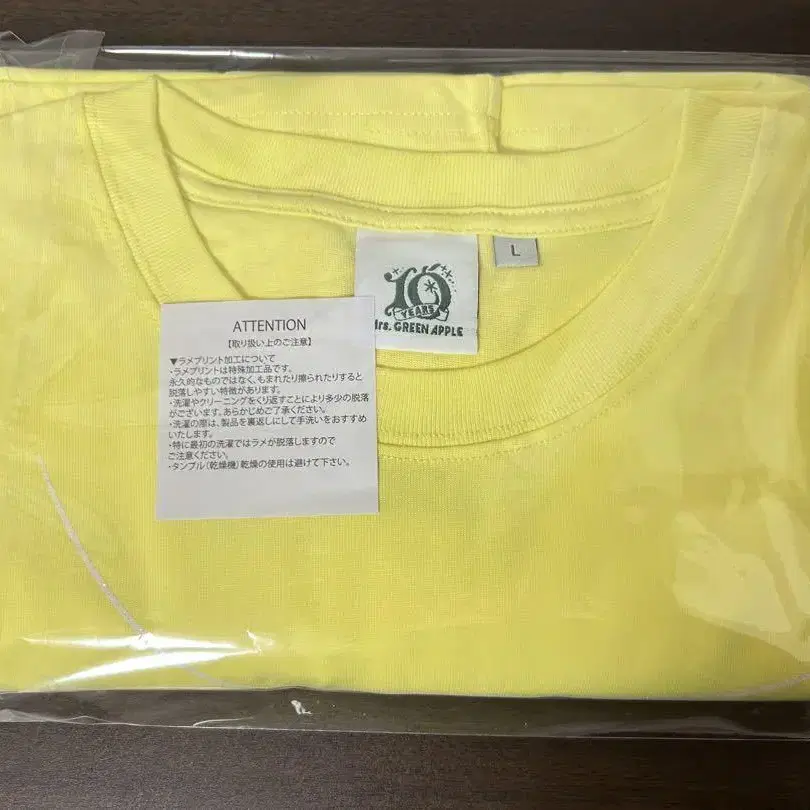 L
10
YEARS
Mrs. GREEN APPLE
ATTENTION
【取り扱い上のご注意】
▼ラメプリント加工について
・ラメプリントは特殊加工品です。
永久的なものではなく、もまれたり擦られたりすると
脱落しやすい特徴があります。
・洗濯やクリーニングをくり返すことにより多少の脱落
がございます。あらかじめご了承ください。
・洗濯の際は、製品を裏返しにして手洗いをおすすめ
いたします。
・特に最初の洗濯ではラメが脱落しますので
ご注意ください。
・タンブル(乾燥機)乾燥の使用は避けて下さい。